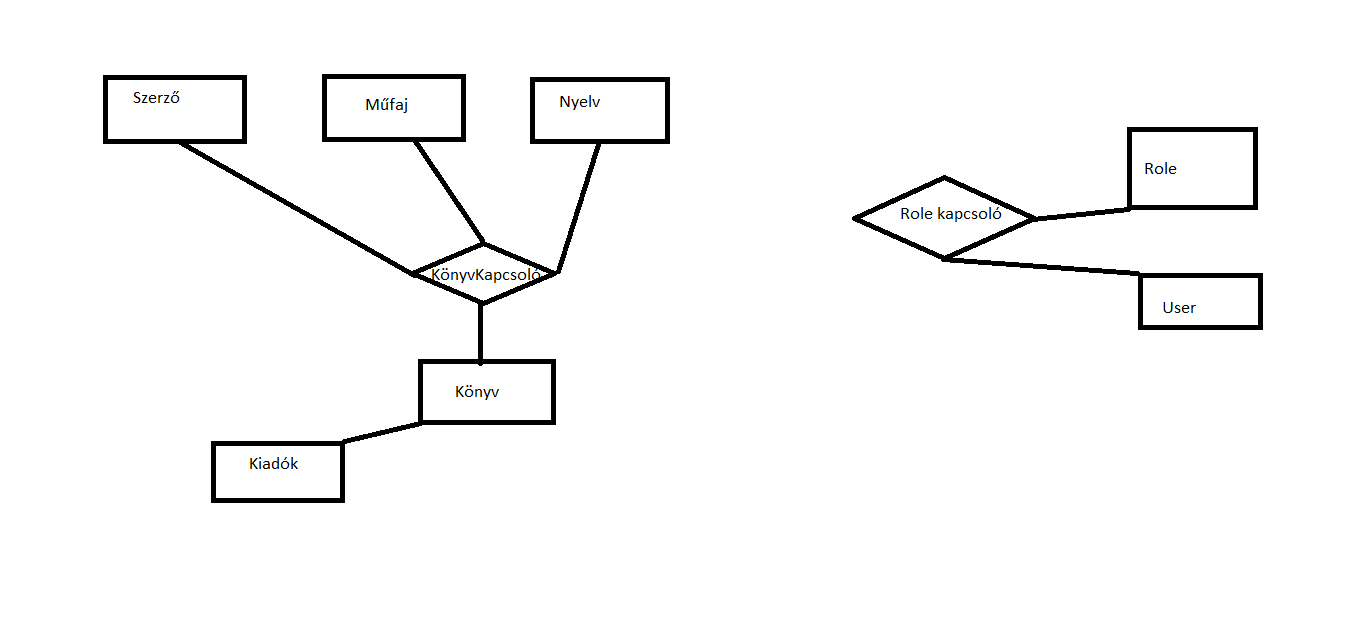 Szerző
Műfaj
Nyelv
KönyvKapcsoló
Könyv
Kiadók
Role kapcsoló
Role
User